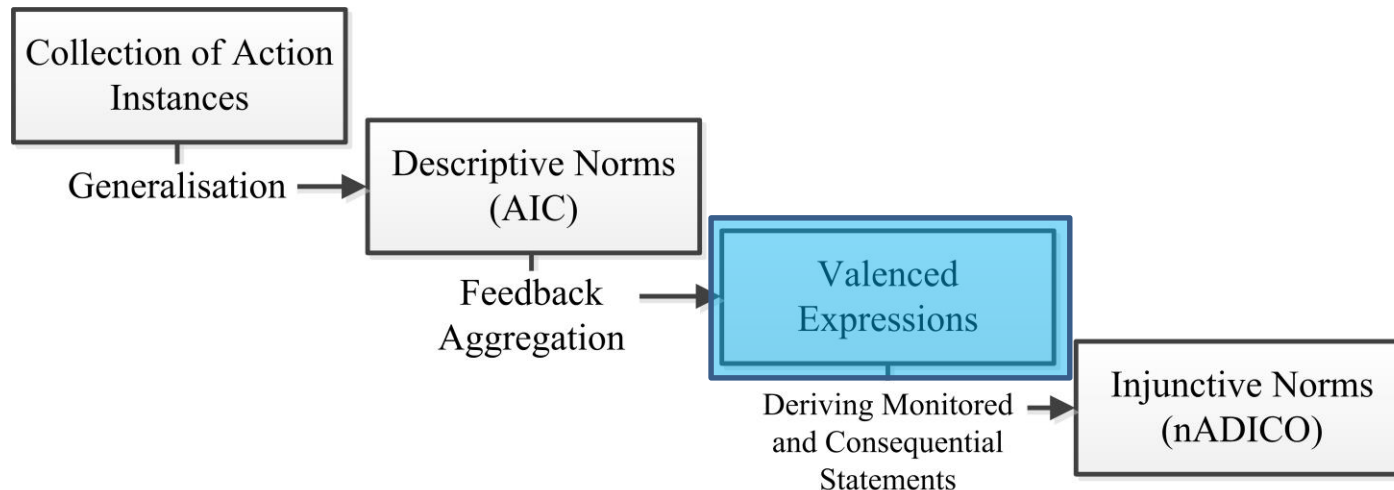 Collection of Action
Instances
Generalisation
Descriptive Norms
(AIC)
Feedback
Aggregation
Valenced
Expressions
Deriving Monitored
and Consequential
Statements
Injunctive Norms
(nADICO)